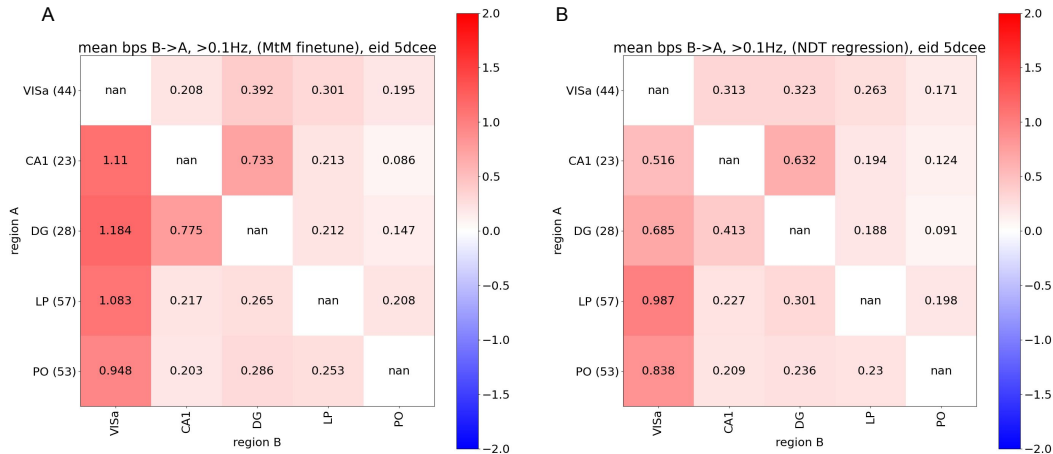 A
mean bps B->A, >0.1Hz, (MtM finetune), eid 5dcee
region A
VISa (44) nan 0.208 0.392 0.301 0.195
CA1 (23) 1.11 nan 0.733 0.213 0.086
DG (28) 1.184 0.775 nan 0.212 0.147
LP (57) 1.083 0.217 0.265 nan 0.208
PO (53) 0.948 0.203 0.286 0.253 nan
VISa CA1 DG LP PO
region B
2.0
1.5
1.0
0.5
0.0
−0.5
−1.0
−1.5
−2.0
B
mean bps B->A, >0.1Hz, (NDT regression), eid 5dcee
region A
VISa (44) nan 0.313 0.323 0.263 0.171
CA1 (23) 0.516 nan 0.632 0.194 0.124
DG (28) 0.685 0.413 nan 0.188 0.091
LP (57) 0.987 0.227 0.301 nan 0.198
PO (53) 0.838 0.209 0.236 0.23 nan
VISa CA1 DG LP PO
region B
2.0
1.5
1.0
0.5
0.0
−0.5
−1.0
−1.5
−2.0